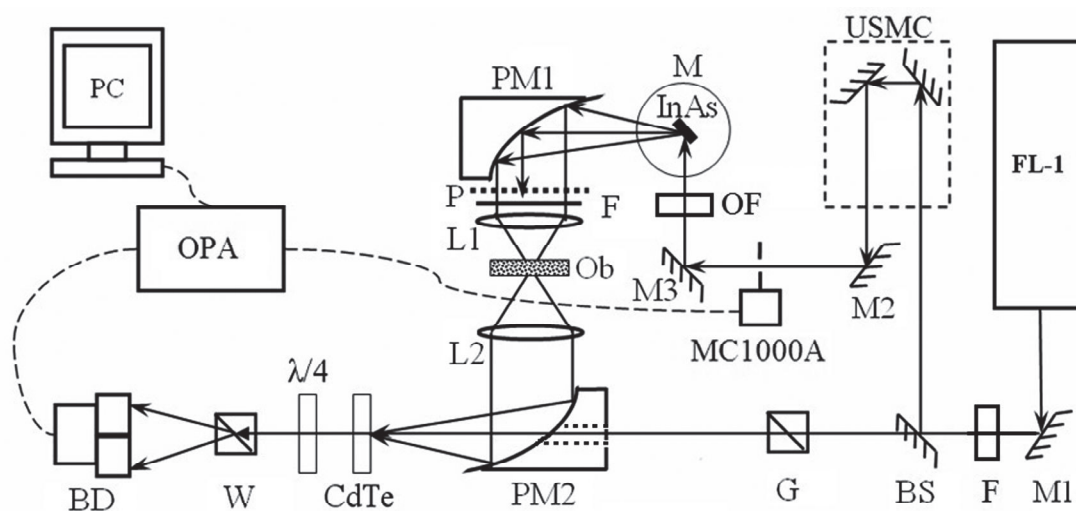 USMC
PC
PM1
M
InAs
FL-1
P
F
OF
L1
OPA
Ob
M3
M2
L2
MC1000A
λ/4
BD
W
CdTe
PM2
G
BS
F
M1